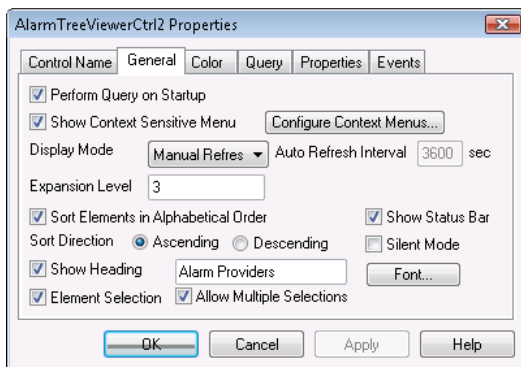 AlarmTreeViewerCtrl2 Properties
Control Name General Color Query Properties Events
Perform Query on Startup
Show Context Sensitive Menu Configure Context Menus...
Display Mode Manual Refres Auto Refresh Interval 3600 sec
Expansion Level 3
Sort Elements in Alphabetical Order Show Status Bar
Sort Direction Ascending Descending Silent Mode
Show Heading Alarm Providers Font...
Element Selection Allow Multiple Selections
OK Cancel Apply Help